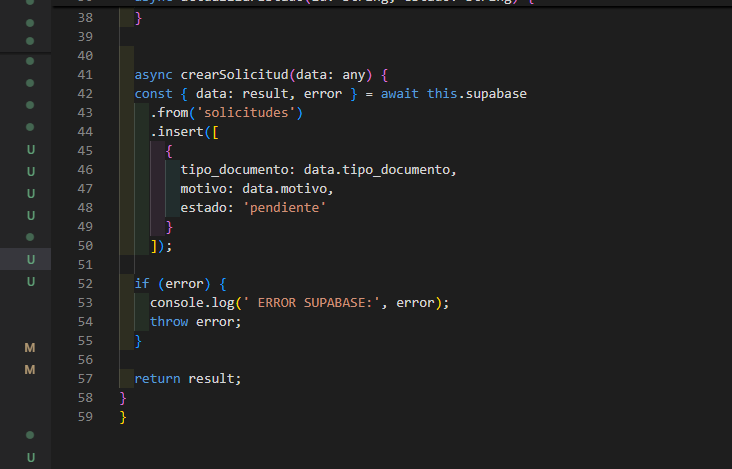 38 }
39
40
41 async crearSolicitud(data: any) {
42 const { data: result, error } = await this.supabase
43 .from('solicitudes')
44 .insert([
45 {
46 tipo_documento: data.tipo_documento,
47 motivo: data.motivo,
48 estado: 'pendiente'
49 }
50 ]);
51
52 if (error) {
53 console.log(' ERROR SUPABASE:', error);
54 throw error;
55 }
56
57 return result;
58 }
59 }
U
U
U
U
U
U
M
M
U